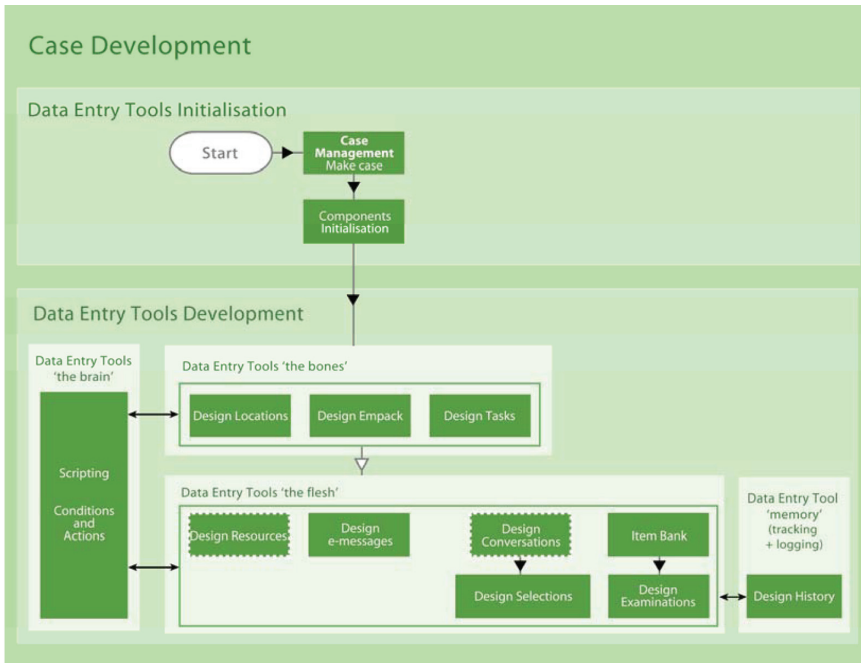 Case Development
Data Entry Tools Initialisation
Start
Case
Management
Make case
Components
Initialisation
Data Entry Tools Development
Data Entry Tools
‘the brain’
Scripting
Conditions
and
Actions
Data Entry Tools ‘the bones’
Design Locations
Design Empack
Design Tasks
Data Entry Tools ‘the flesh’
Design Resources
Design
e-messages
Design
Conversations
Item Bank
Design Selections
Design
Examinations
Data Entry Tool
‘memory’
(tracking
+ logging)
Design History